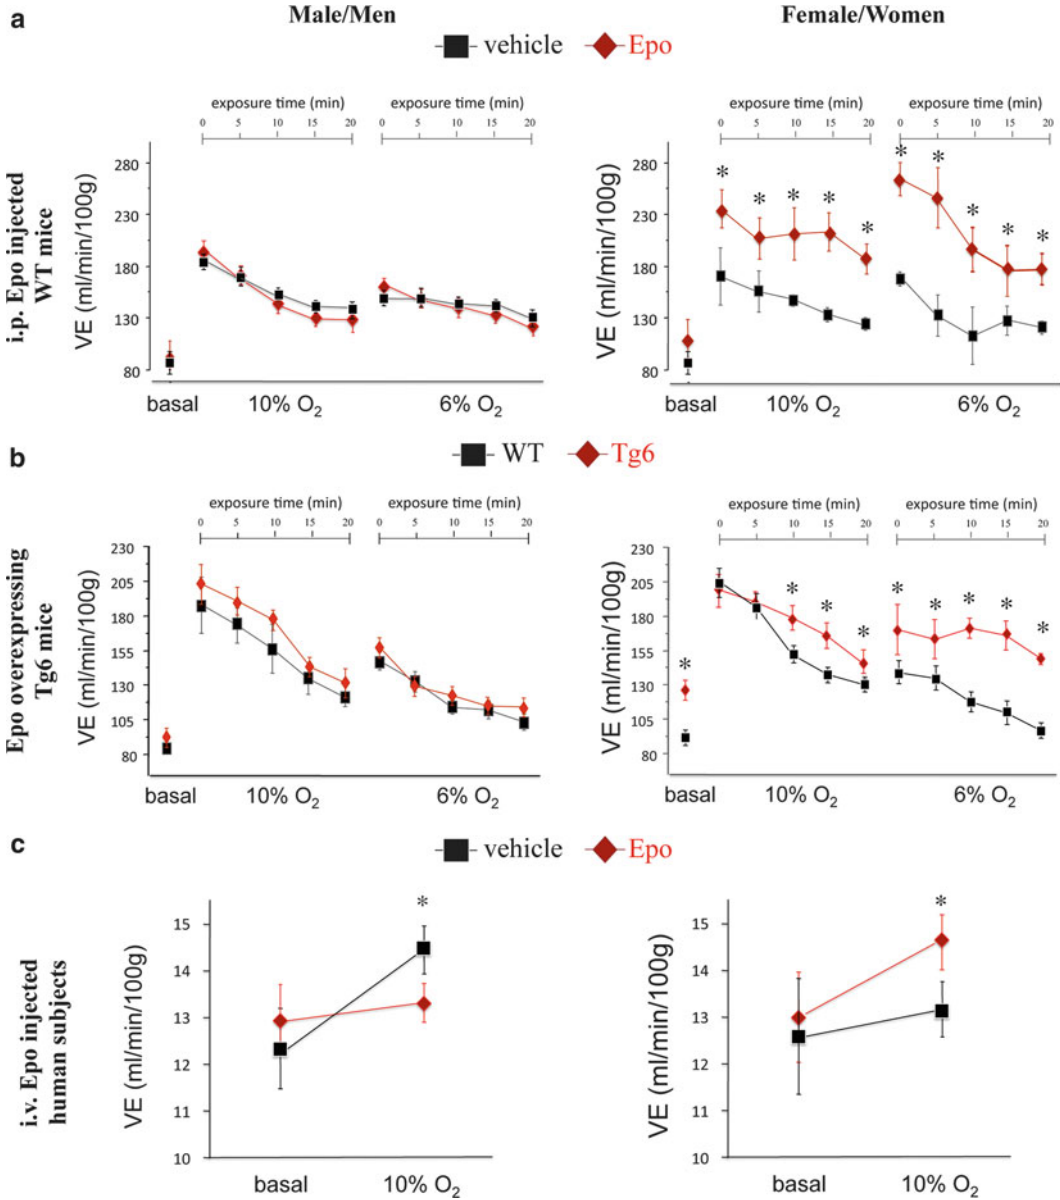 a
Male/Men
Female/Women
vehicle
Epo
i.p. Epo injected
WT mice
exposure time (min)
0 5 10 15 20
exposure time (min)
0 5 10 15 20
VE (ml/min/100g)
280
230
180
130
80
basal
10% O₂
6% O₂
exposure time (min)
0 5 10 15 20
exposure time (min)
0 5 10 15 20
VE (ml/min/100g)
280
230
180
130
80
* * * * *
* * * * *
basal
10% O₂
6% O₂
b
WT
Tg6
Epo overexpressing
Tg6 mice
exposure time (min)
0 5 10 15 20
exposure time (min)
0 5 10 15 20
VE (ml/min/100g)
230
205
180
155
130
105
80
basal
10% O₂
6% O₂
exposure time (min)
0 5 10 15 20
exposure time (min)
0 5 10 15 20
VE (ml/min/100g)
230
205
180
155
130
105
80
*
* * *
* * * * *
basal
10% O₂
6% O₂
c
vehicle
Epo
i.v. Epo injected
human subjects
VE (ml/min/100g)
15
14
13
12
11
10
*
basal
10% O₂
VE (ml/min/100g)
15
14
13
12
11
10
*
basal
10% O₂